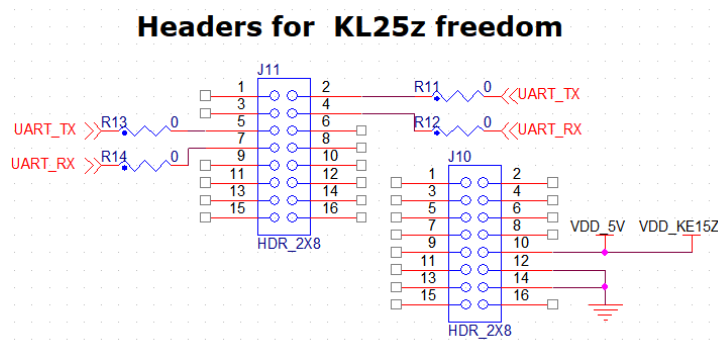 Headers for KL25z freedom
J11
1 2 R11 0 UART_TX
3 4
UART_TX R13 0 5 6 R12 0 UART_RX
7 8
UART_RX R14 0 9 10 J10
11 12 1 2
13 14 3 4
15 16 5 6
HDR_2X8 7 8 VDD_5V VDD_KE15Z
9 10
11 12
13 14
15 16
HDR_2X8